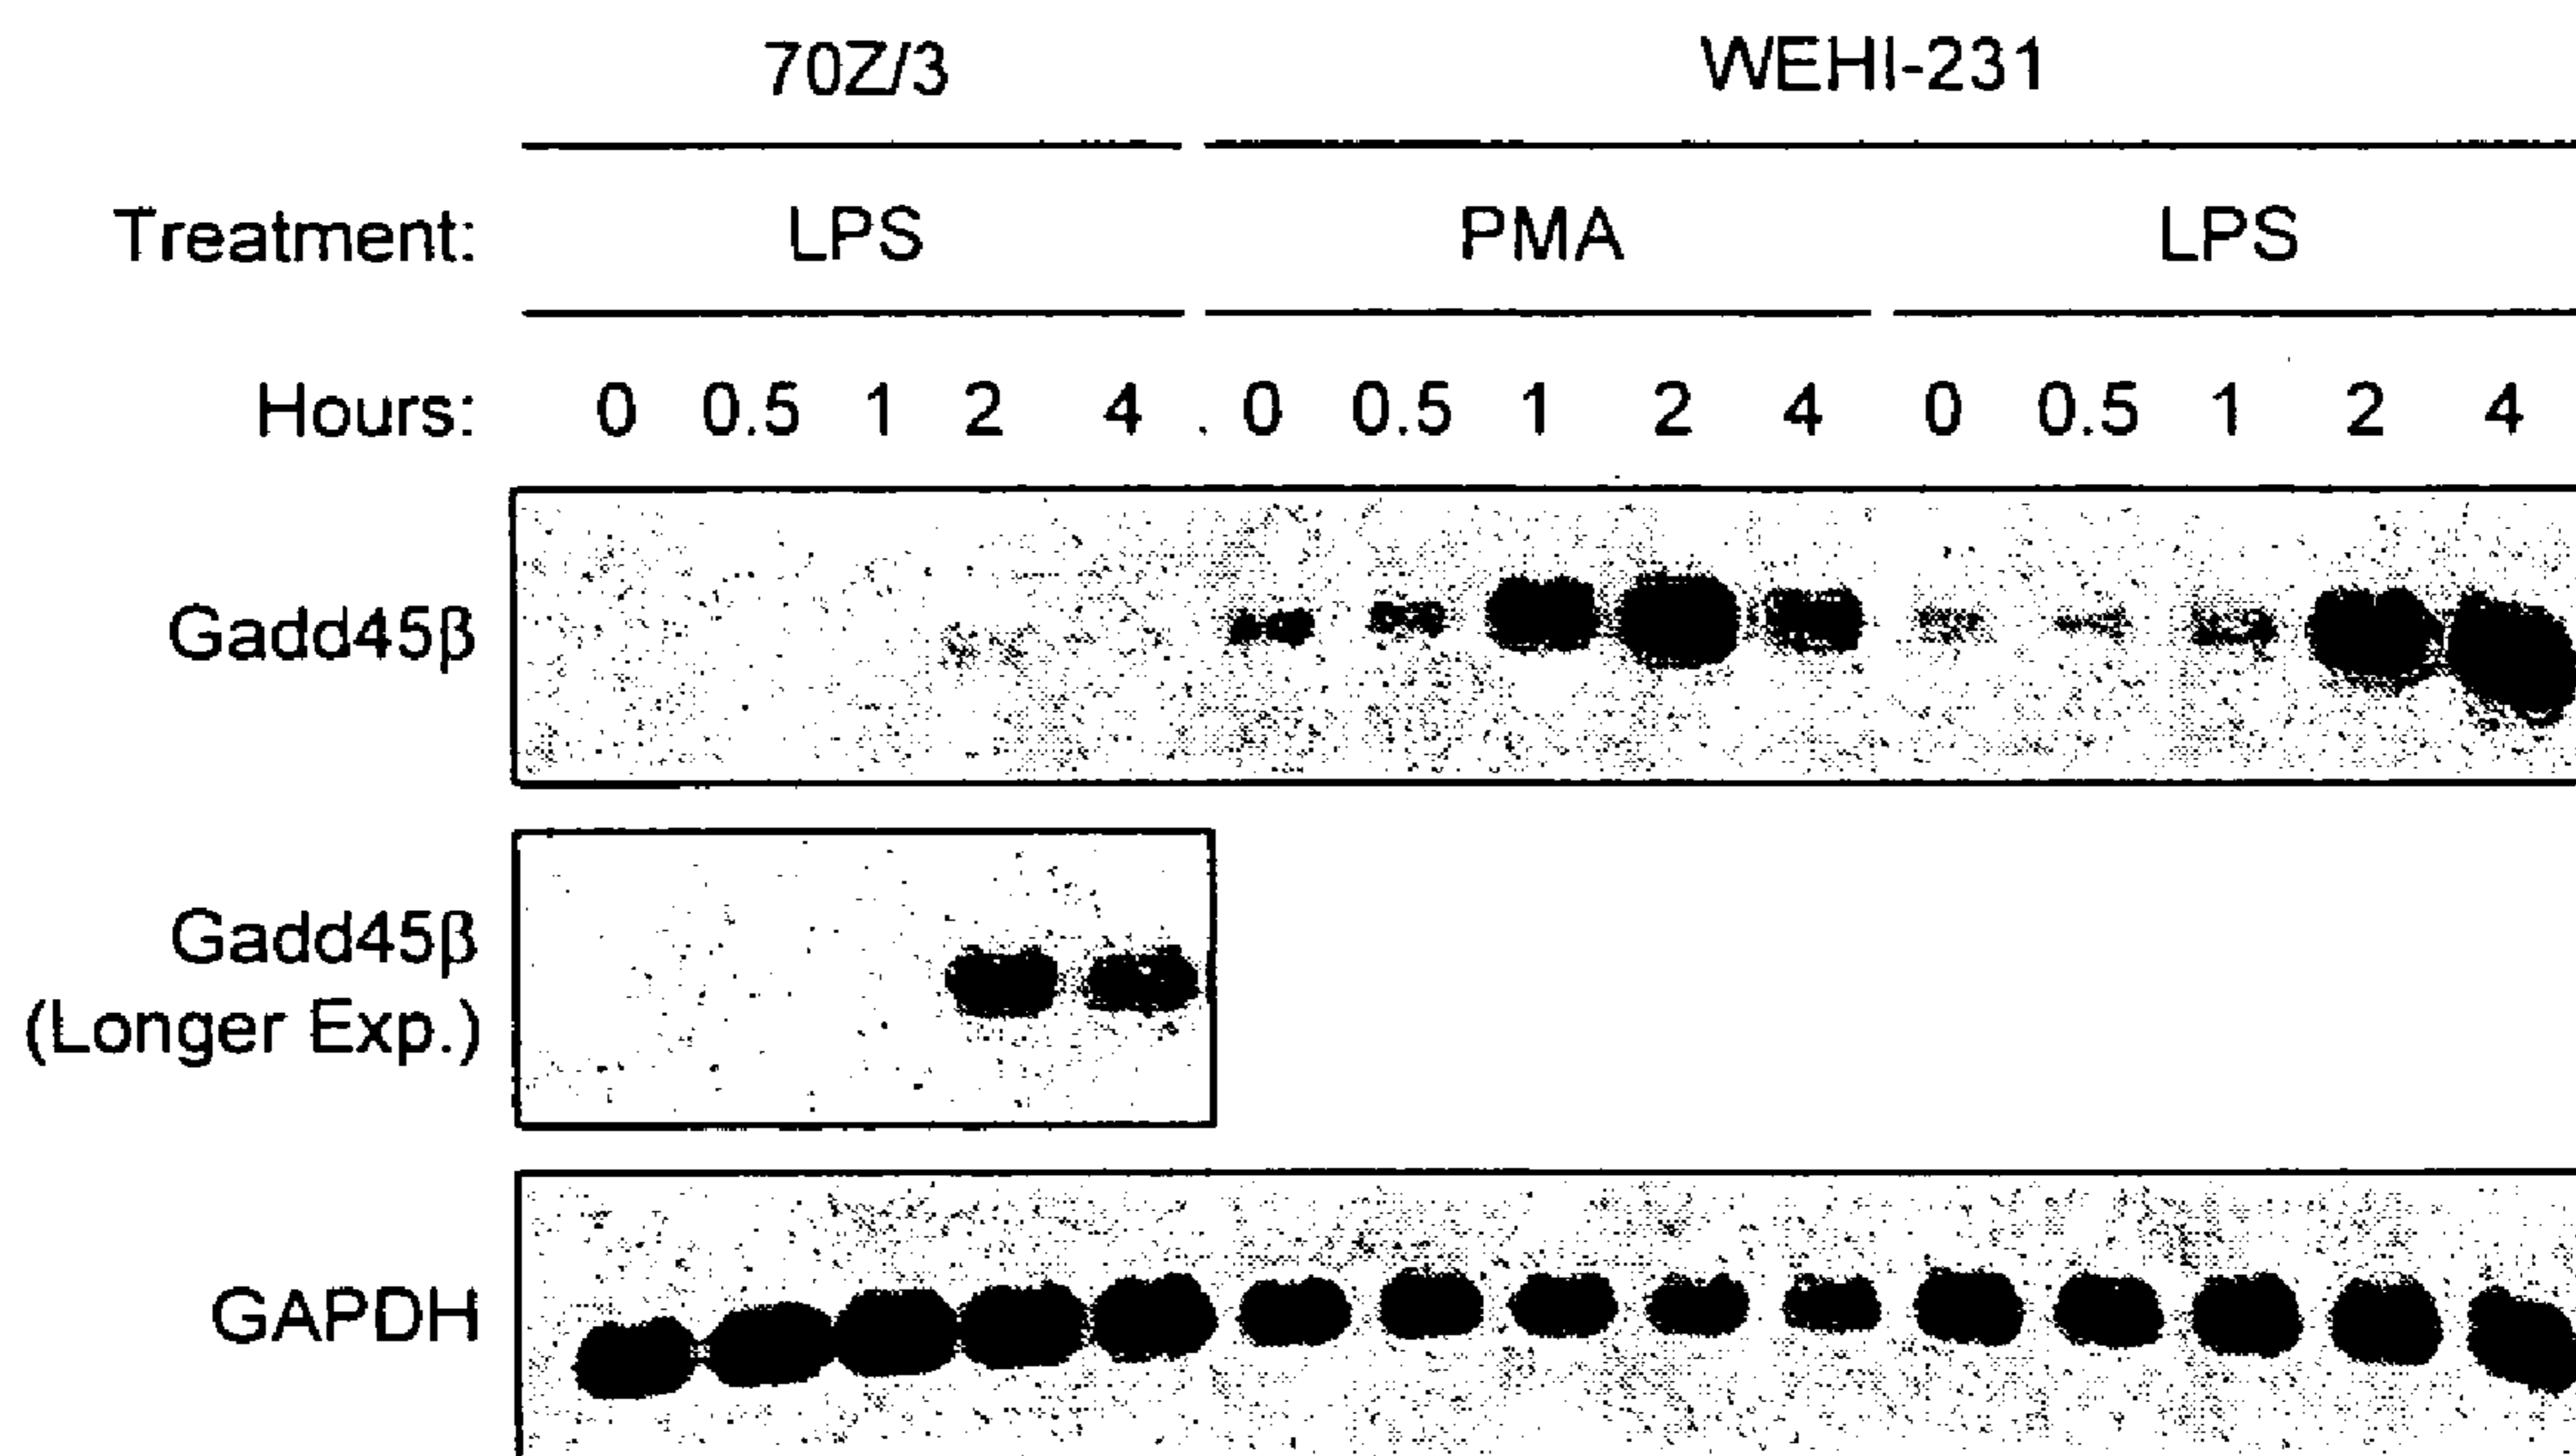 70Z/3 WEHI-231
Treatment: LPS PMA LPS
Hours: 0 0.5 1 2 4 0 0.5 1 2 4 0 0.5 1 2 4
Gadd45β
Gadd45β
(Longer Exp.)
GAPDH